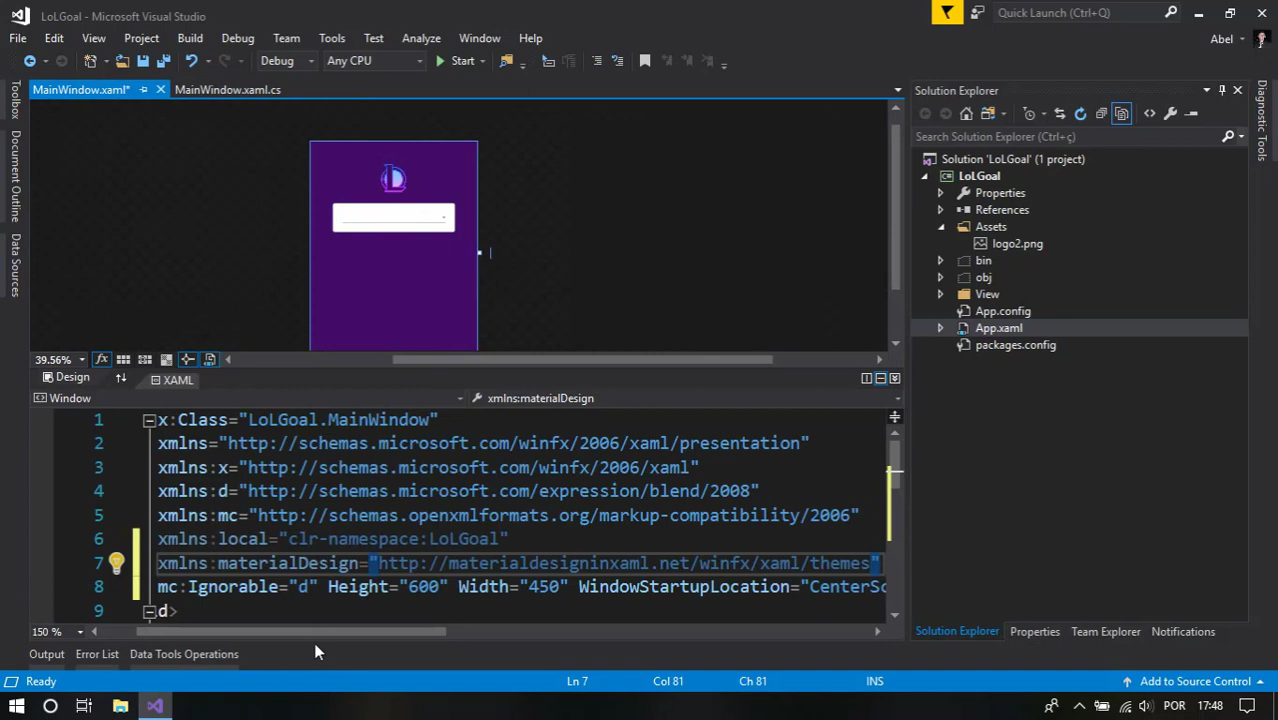 LoLGoal - Microsoft Visual Studio
Quick Launch (Ctrl+Q)
File Edit View Project Build Debug Team Tools Test Analyze Window Help
Abel
Debug Any CPU Start
MainWindow.xaml* MainWindow.xaml.cs
Toolbox
Document Outline
Data Sources
39.56% fx
Design XAML
Window xmlns:materialDesign
1 x:Class="LoLGoal.MainWindow"
2 xmlns="http://schemas.microsoft.com/winfx/2006/xaml/presentation"
3 xmlns:x="http://schemas.microsoft.com/winfx/2006/xaml"
4 xmlns:d="http://schemas.microsoft.com/expression/blend/2008"
5 xmlns:mc="http://schemas.openxmlformats.org/markup-compatibility/2006"
6 xmlns:local="clr-namespace:LoLGoal"
7 xmlns:materialDesign="http://materialdesigninxaml.net/winfx/xaml/themes"
8 mc:Ignorable="d" Height="600" Width="450" WindowStartupLocation="CenterSc
9 d>
150 %
Output Error List Data Tools Operations
Solution Explorer
Search Solution Explorer (Ctrl+ç)
Solution 'LoLGoal' (1 project)
LoLGoal
Properties
References
Assets
logo2.png
bin
obj
View
App.config
App.xaml
packages.config
Solution Explorer Properties Team Explorer Notifications
Diagnostic Tools
Ready Ln 7 Col 81 Ch 81 INS Add to Source Control
POR 17:48